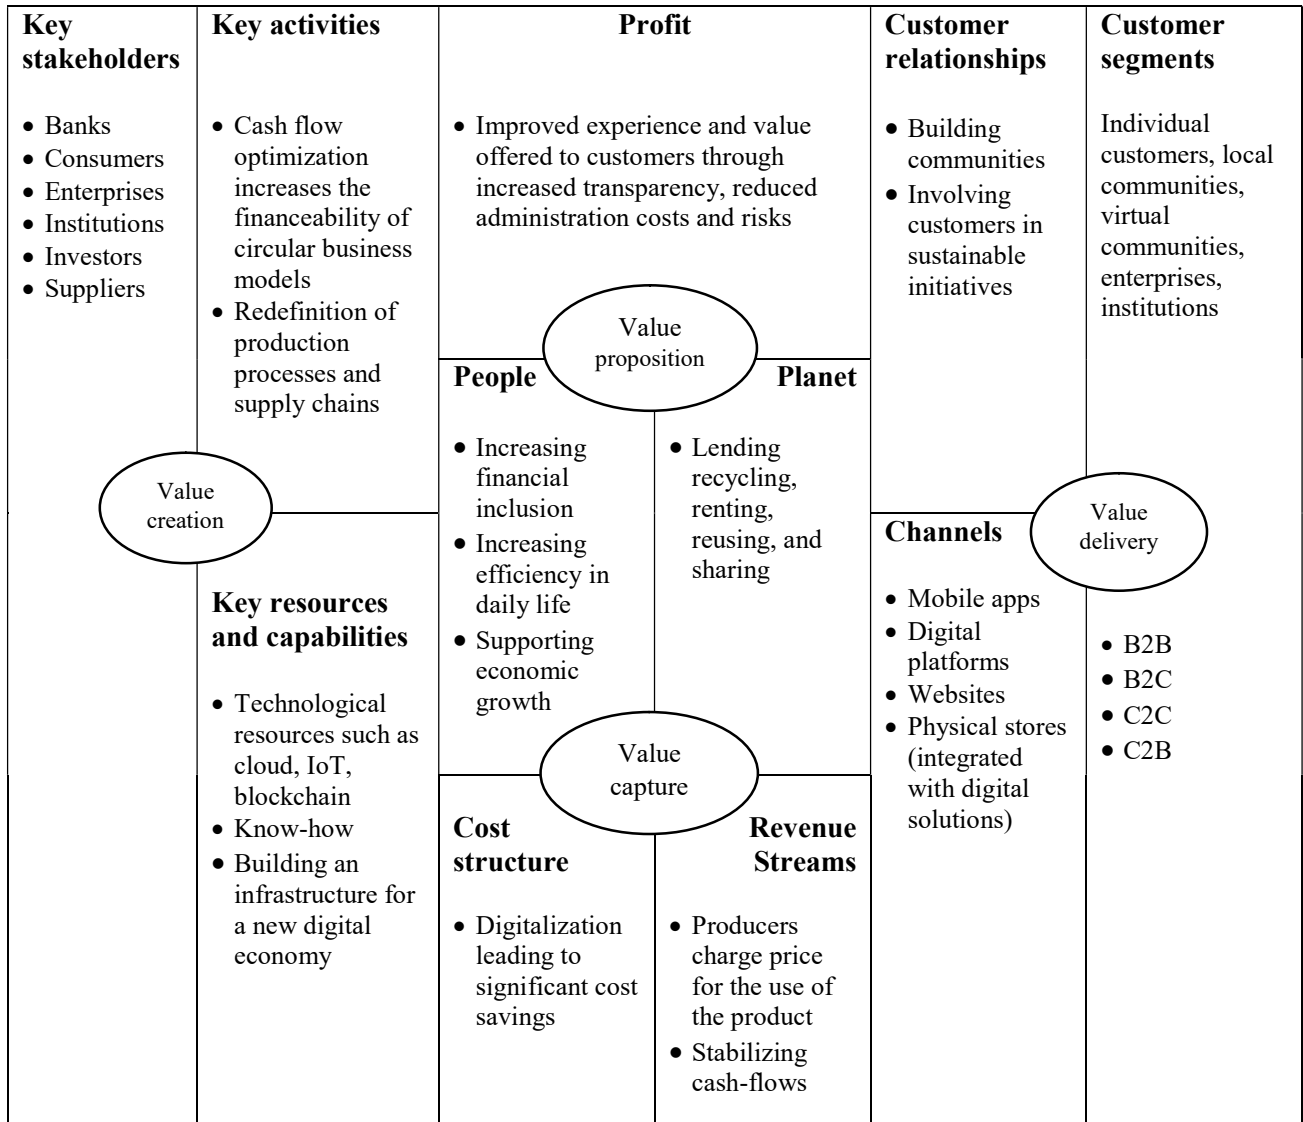 Key
stakeholders
• Banks
• Consumers
• Enterprises
• Institutions
• Investors
• Suppliers
Key activities
• Cash flow
optimization
increases the
financeability of
circular business
models
• Redefinition of
production
processes and
supply chains
Value
creation
Key resources
and capabilities
• Technological
resources such as
cloud, IoT,
blockchain
• Know-how
• Building an
infrastructure for
a new digital
economy
Profit
• Improved experience and value
offered to customers through
increased transparency, reduced
administration costs and risks
Value
proposition
People
• Increasing
financial
inclusion
• Increasing
efficiency in
daily life
• Supporting
economic
growth
Planet
• Lending
recycling,
renting,
reusing, and
sharing
Value
capture
Cost
structure
• Digitalization
leading to
significant cost
savings
Revenue
Streams
• Producers
charge price
for the use of
the product
• Stabilizing
cash-flows
Customer
relationships
• Building
communities
• Involving
customers in
sustainable
initiatives
Channels
• Mobile apps
• Digital
platforms
• Websites
• Physical stores
(integrated
with digital
solutions)
Customer
segments
Individual
customers, local
communities,
virtual
communities,
enterprises,
institutions
Value
delivery
• B2B
• B2C
• C2C
• C2B